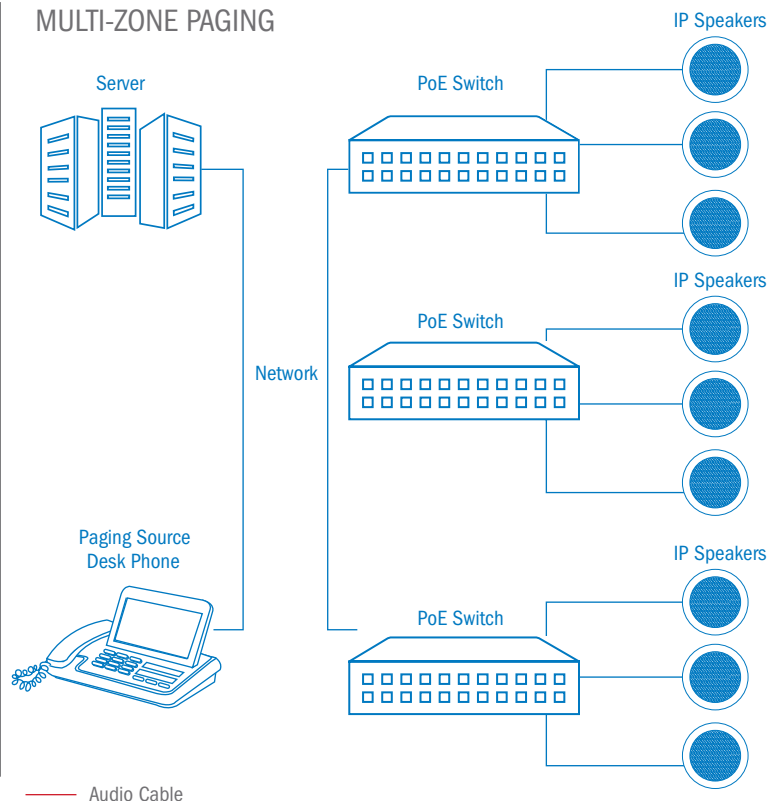 MULTI-ZONE PAGING
IP Speakers
Server
PoE Switch
IP Speakers
PoE Switch
Network
Paging Source
Desk Phone
IP Speakers
PoE Switch
Audio Cable